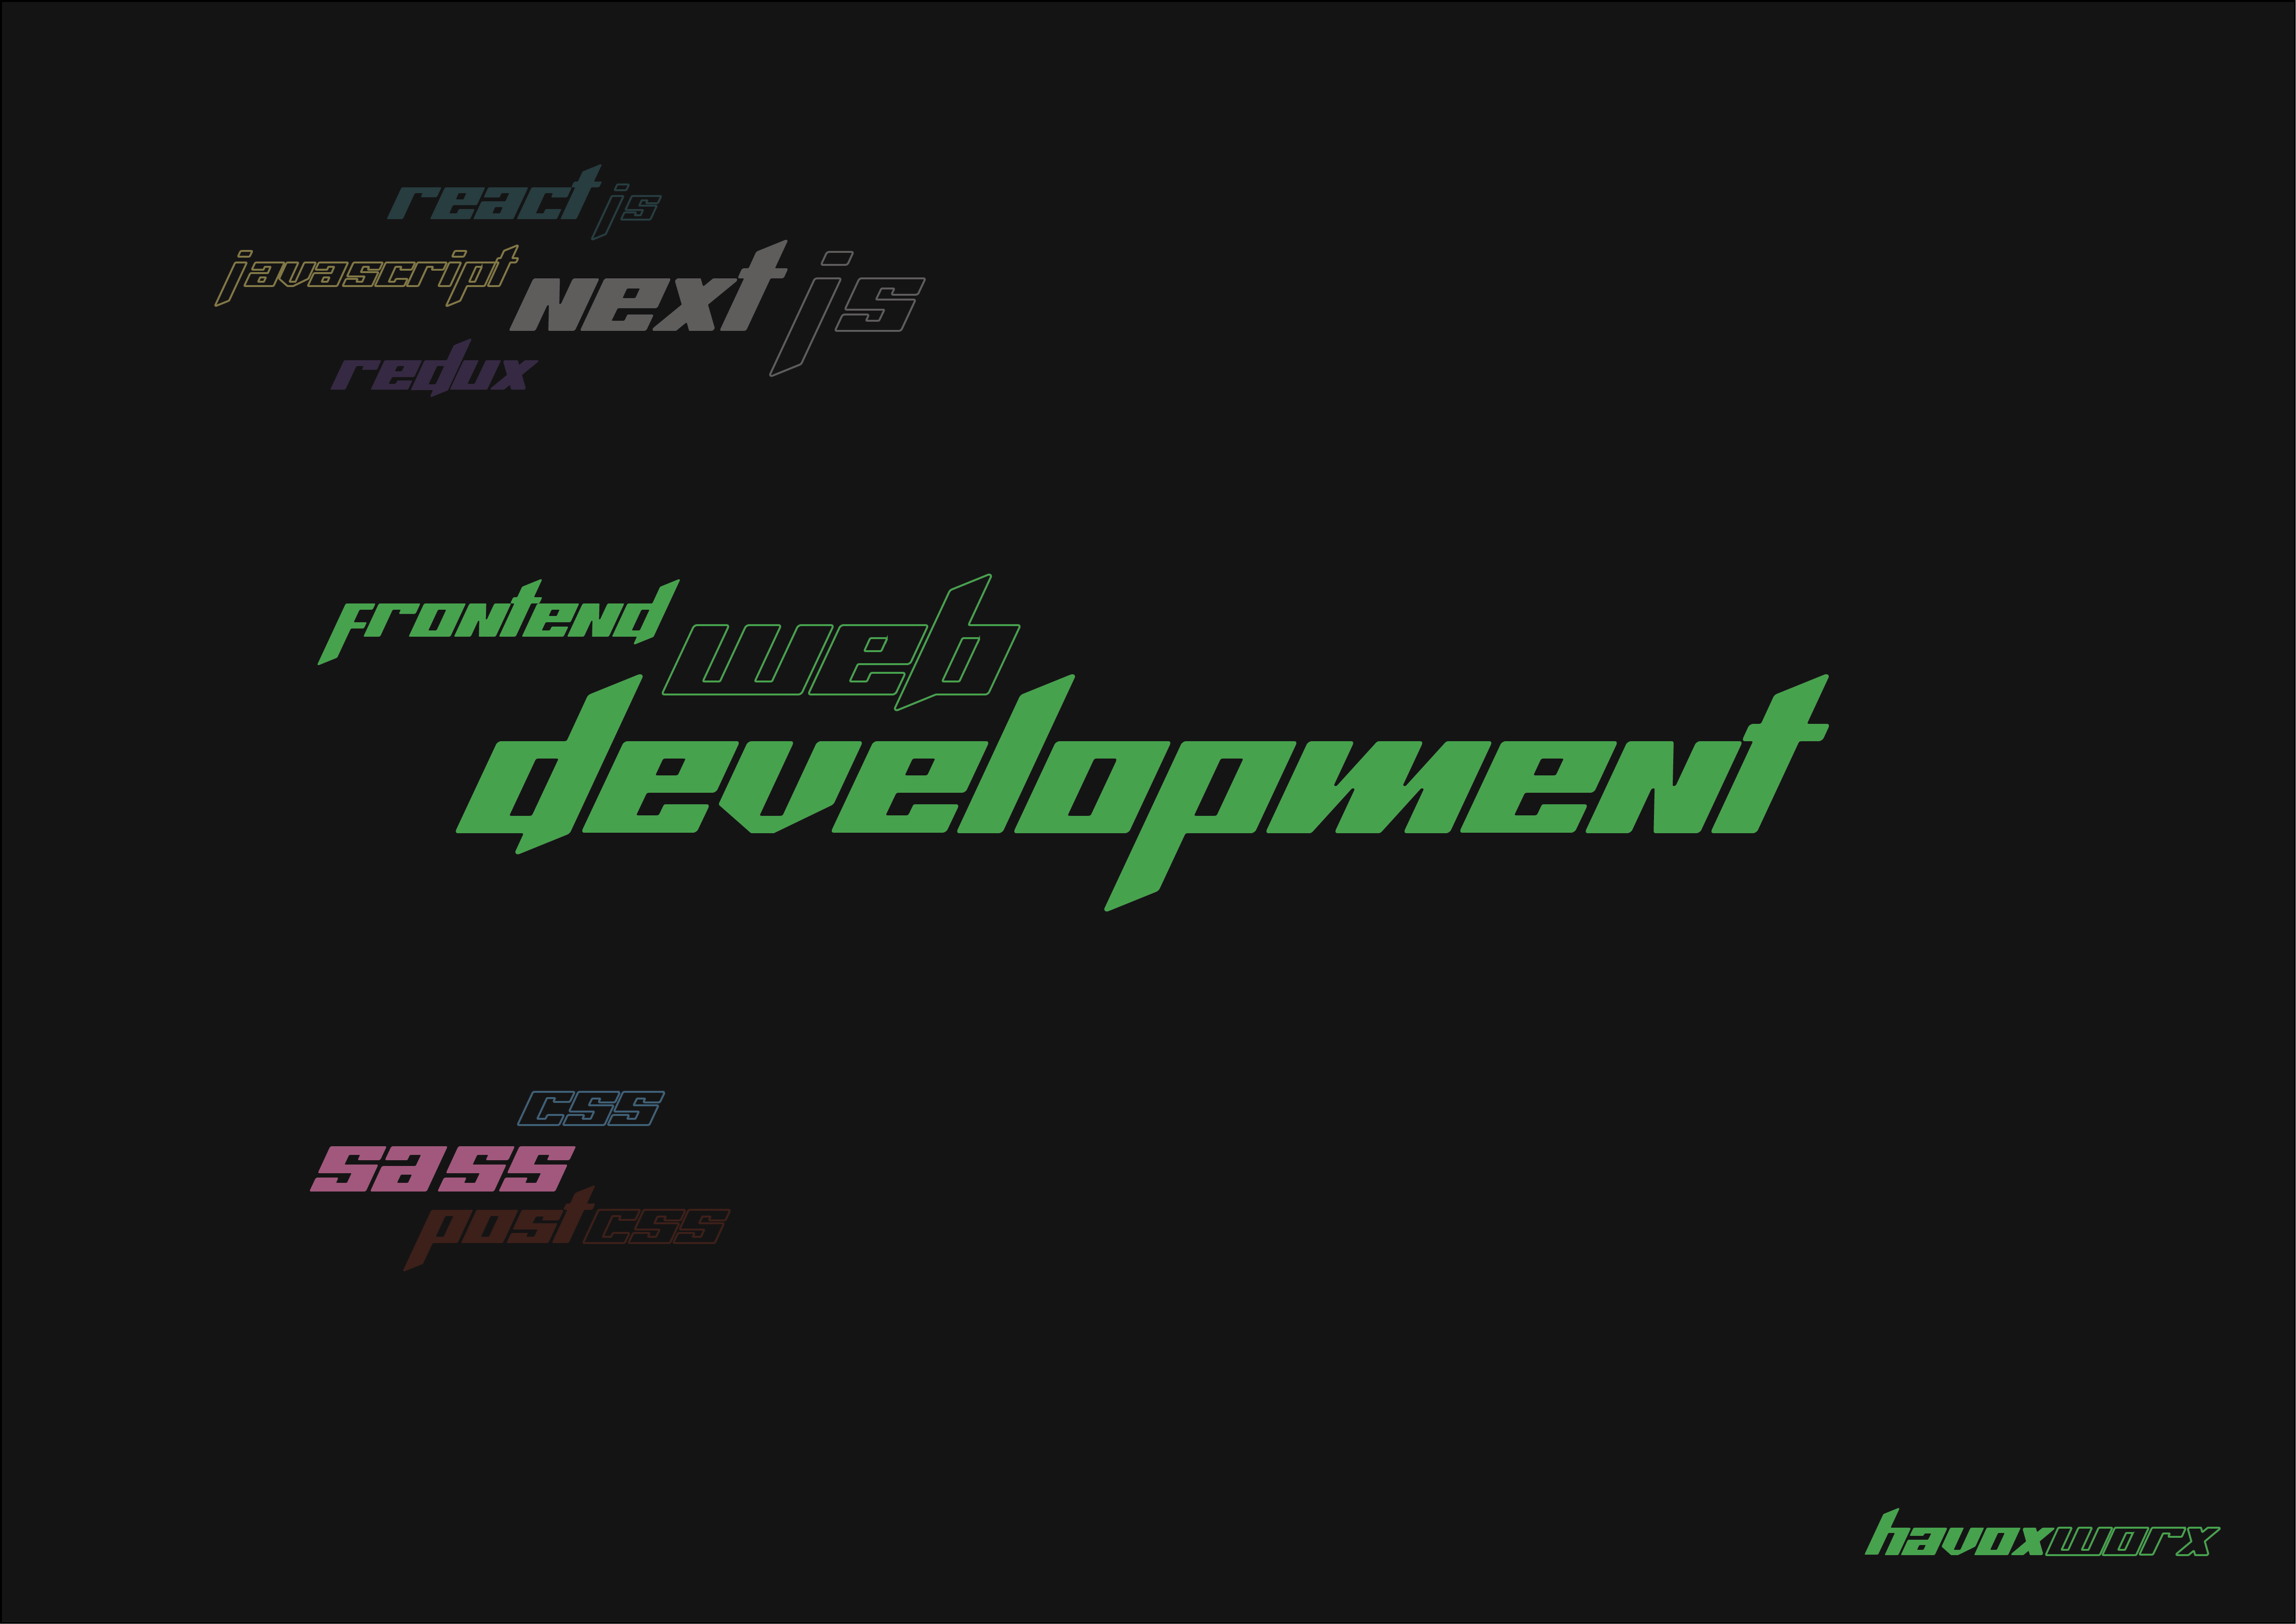 react js
javascript
next js
redux
frontend web
development
css
sass
postcss
havoxworx